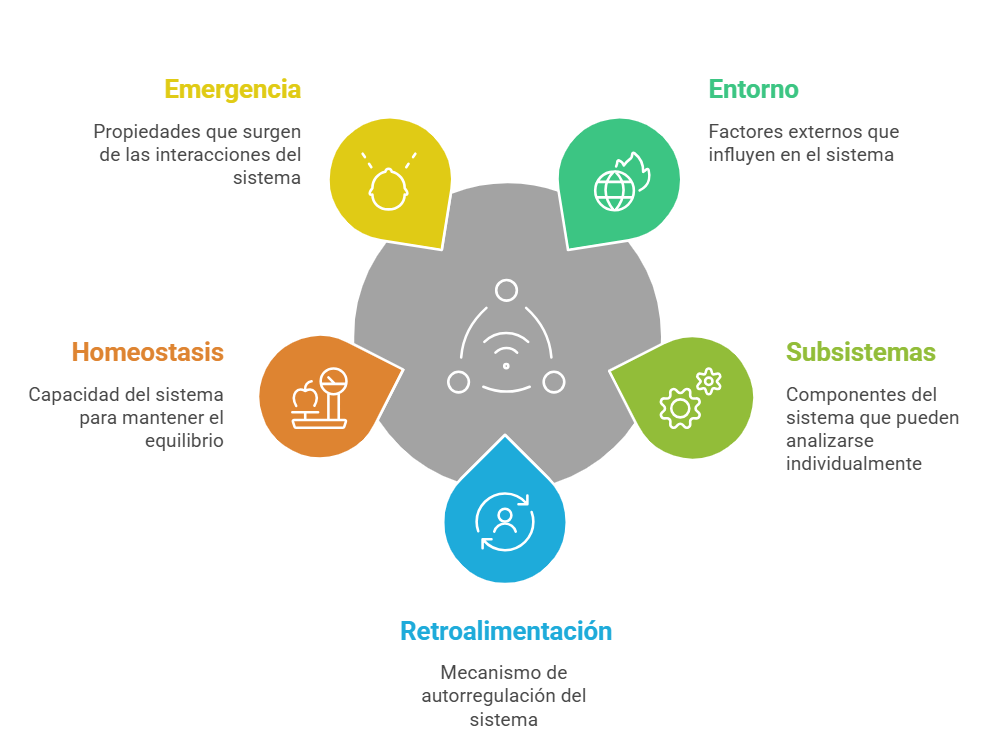 Emergencia
Propiedades que surgen
de las interacciones del
sistema
Entorno
Factores externos que
influyen en el sistema
Homeostasis
Capacidad del sistema
para mantener el
equilibrio
Subsistemas
Componentes del
sistema que pueden
analizarse
individualmente
Retroalimentación
Mecanismo de
autorregulación del
sistema